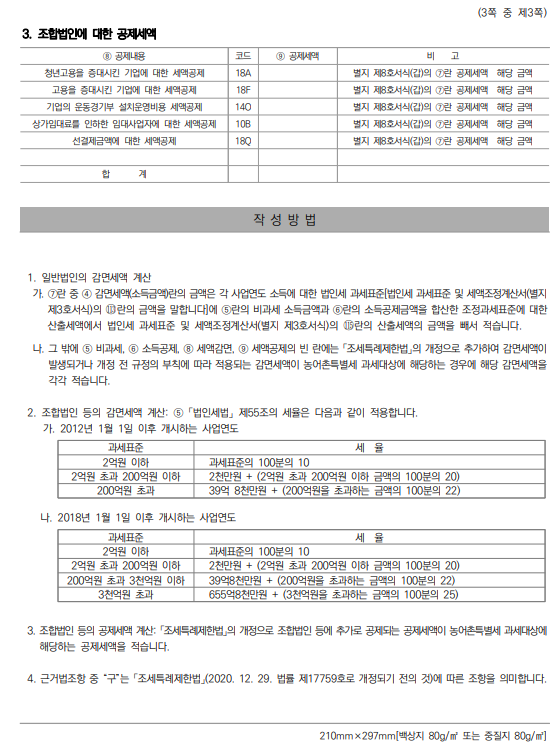 (3쪽 중 제3쪽)
3. 조합법인에 대한 공제세액
⑧ 공제내용 코드 ⑨ 공제세액 비 고
청년고용을 증대시킨 기업에 대한 세액공제 18A 별지 제8호서식(갑)의 ⑦란 공제세액 해당 금액
고용을 증대시킨 기업에 대한 세액공제 18F 별지 제8호서식(갑)의 ⑦란 공제세액 해당 금액
기업의 운동경기부 설치운영비용 세액공제 14O 별지 제8호서식(갑)의 ⑦란 공제세액 해당 금액
상가임대료를 인하한 임대사업자에 대한 세액공제 10B 별지 제8호서식(갑)의 ⑦란 공제세액 해당 금액
선결제금액에 대한 세액공제 18Q 별지 제8호서식(갑)의 ⑦란 공제세액 해당 금액
합 계
작 성 방 법
1. 일반법인의 감면세액 계산
가. ⑦란 중 ④ 감면세액(소득금액)란의 금액은 각 사업연도 소득에 대한 법인세 과세표준[법인세 과세표준 및 세액조정계산서(별지
제3호서식)의 란의 금액을 말합니다]에 ⑤란의 비과세 소득금액과 ⑥란의 소득공제금액을 합산한 조정과세표준에 대한
산출세액에서 법인세 과세표준 및 세액조정계산서(별지 제3호서식)의 란의 산출세액의 금액을 빼서 적습니다.
나. 그 밖에 ⑤ 비과세, ⑥ 소득공제, ⑧ 세액감면, ⑨ 세액공제의 빈 란에는 「조세특례제한법」의 개정으로 추가하여 감면세액이
발생되거나 개정 전 규정의 부칙에 따라 적용되는 감면세액이 농어촌특별세 과세대상에 해당하는 경우에 해당 감면세액을
각각 적습니다.
2. 조합법인 등의 감면세액 계산: ⑤ 「법인세법」 제55조의 세율은 다음과 같이 적용합니다.
가. 2012년 1월 1일 이후 개시하는 사업연도
과세표준 세 율
2억원 이하 과세표준의 100분의 10
2억원 초과 200억원 이하 2천만원 + (2억원 초과 200억원 이하 금액의 100분의 20)
200억원 초과 39억 8천만원 + (200억원을 초과하는 금액의 100분의 22)
나. 2018년 1월 1일 이후 개시하는 사업연도
과세표준 세 율
2억원 이하 과세표준의 100분의 10
2억원 초과 200억원 이하 2천만원 + (2억원 초과 200억원 이하 금액의 100분의 20)
200억원 초과 3천억원 이하 39억8천만원 + (200억원을 초과하는 금액의 100분의 22)
3천억원 초과 655억8천만원 + (3천억원을 초과하는 금액의 100분의 25)
3. 조합법인 등의 공제세액 계산: 「조세특례제한법」의 개정으로 조합법인 등에 추가로 공제되는 공제세액이 농어촌특별세 과세대상에
해당하는 공제세액을 적습니다.
4. 근거법조항 중 "구"는 「조세특례제한법」(2020. 12. 29. 법률 제17759호로 개정되기 전의 것)에 따른 조항을 의미합니다.
210mm×297mm[백상지 80g/㎡ 또는 중질지 80g/㎡]